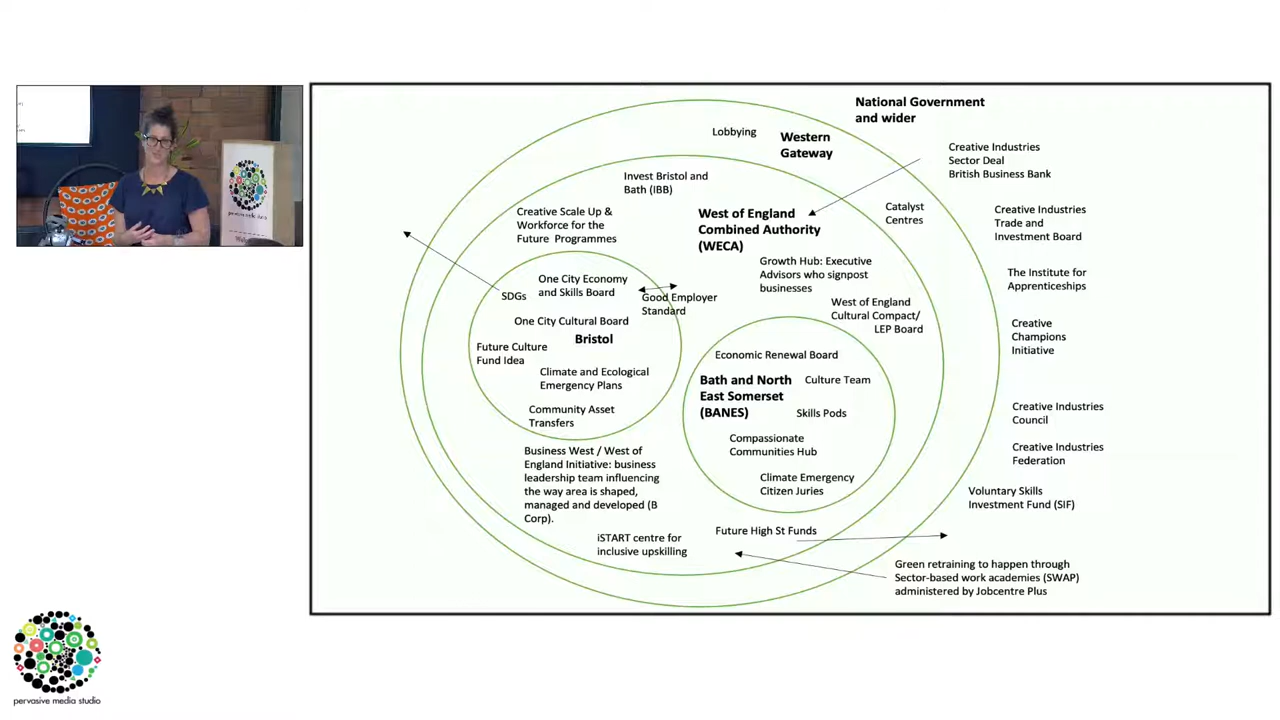 National Government
and wider
Lobbying
Western
Gateway
Creative Industries
Sector Deal
British Business Bank
Invest Bristol and
Bath (IBB)
Creative Scale Up &
Workforce for the
Future Programmes
West of England
Combined Authority
(WECA)
Catalyst
Centres
Creative Industries
Trade and
Investment Board
Growth Hub: Executive
Advisors who signpost
businesses
The Institute for
Apprenticeships
One City Economy
and Skills Board
SDGs
Good Employer
Standard
West of England
Cultural Compact/
LEP Board
One City Cultural Board
Bristol
Future Culture
Fund Idea
Creative
Champions
Initiative
Climate and Ecological
Emergency Plans
Community Asset
Transfers
Economic Renewal Board
Bath and North
East Somerset
(BANES)
Culture Team
Skills Pods
Compassionate
Communities Hub
Climate Emergency
Citizen Juries
Creative Industries
Council
Creative Industries
Federation
Business West / West of
England Initiative: business
leadership team influencing
the way area is shaped,
managed and developed (B
Corp).
Voluntary Skills
Investment Fund (SIF)
iSTART centre for
inclusive upskilling
Future High St Funds
Green retraining to happen through
Sector-based work academies (SWAP)
administered by Jobcentre Plus
pervasive media studio